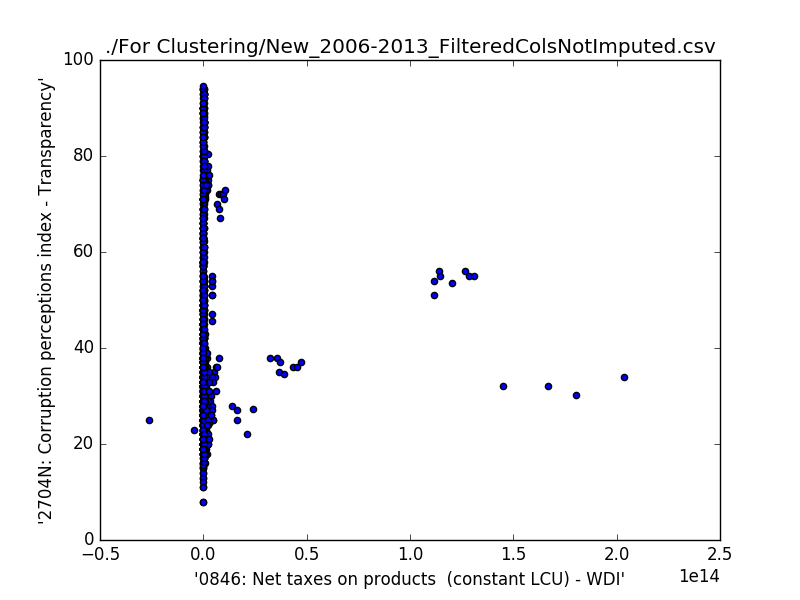 ./For Clustering/New_2006-2013_FilteredColsNotImputed.csv
'2704N: Corruption perceptions index - Transparency'
100
80
60
40
20
0
−0.5 0.0 0.5 1.0 1.5 2.0 2.5
1e14
'0846: Net taxes on products  (constant LCU) - WDI'